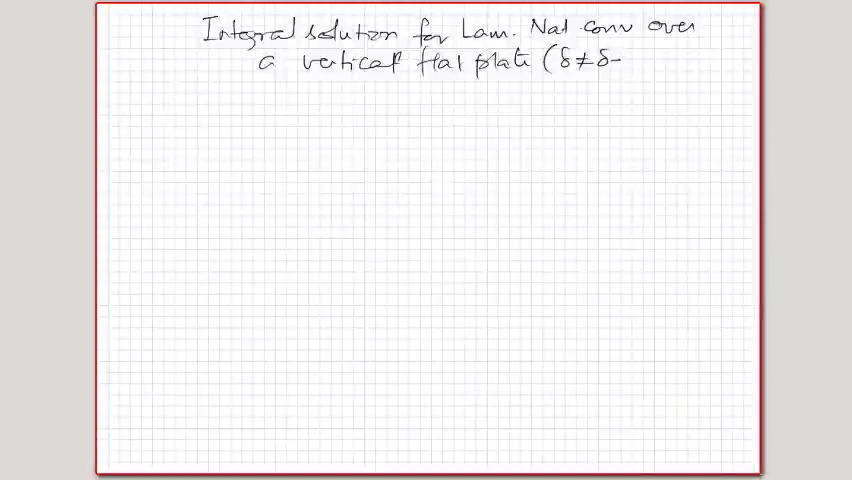 Integral solution for Lam. Nat conv over
a vertical flat plate (δ≠δ-